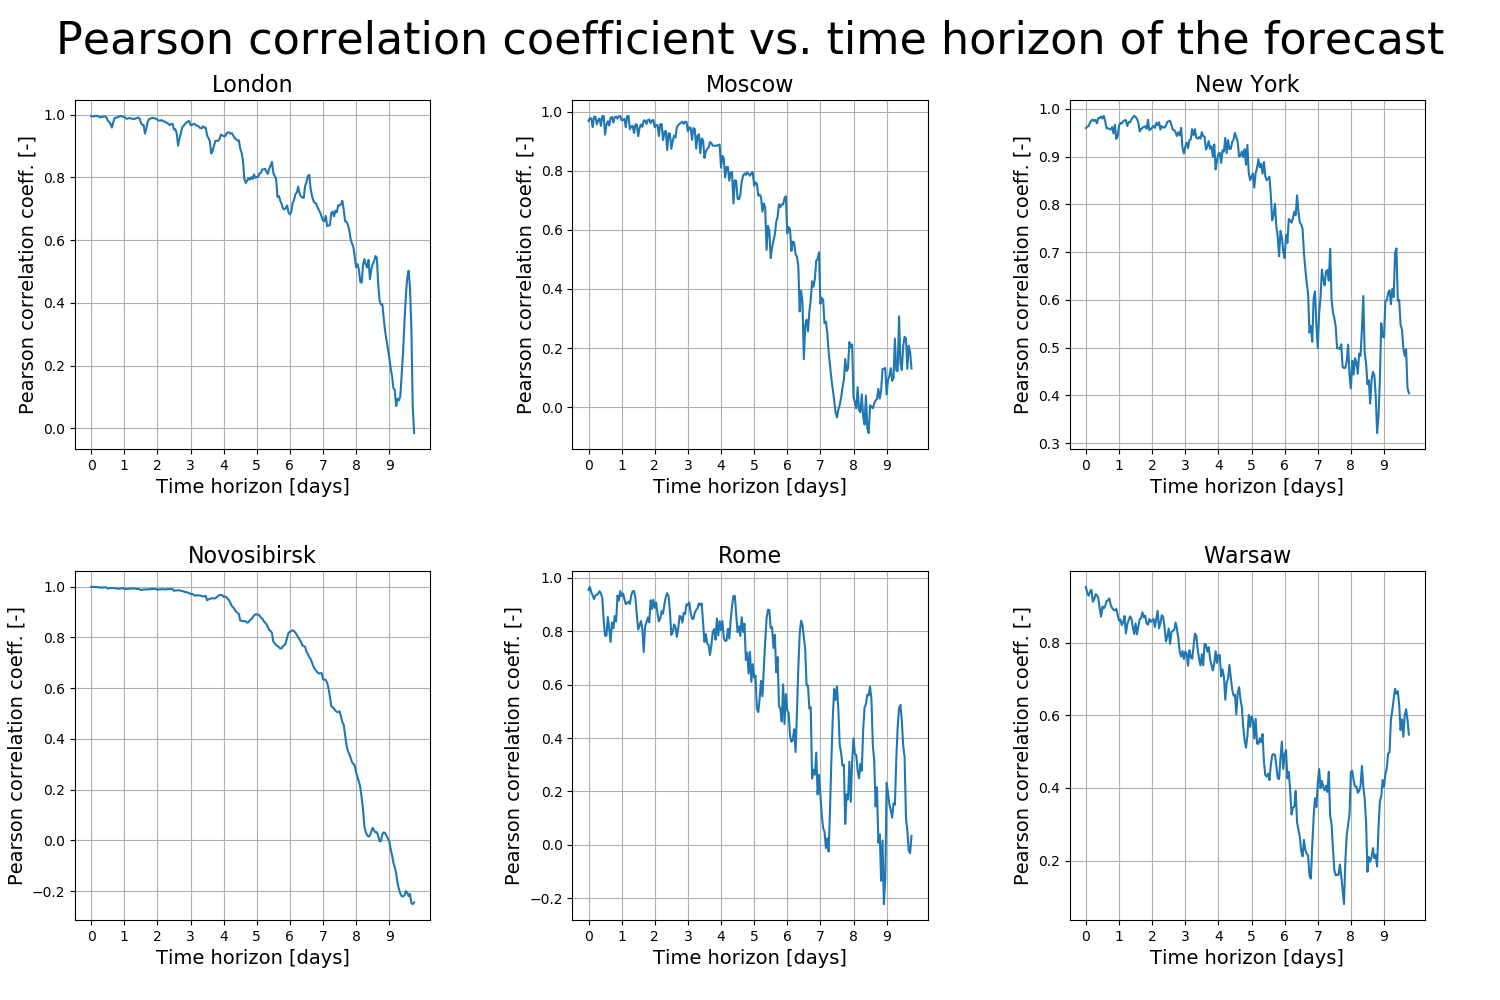 Pearson correlation coefficient vs. time horizon of the forecast
London
1.0
0.8
0.6
0.4
0.2
0.0
Pearson correlation coeff. [-]
0 1 2 3 4 5 6 7 8 9
Time horizon [days]
Moscow
1.0
0.8
0.6
0.4
0.2
0.0
Pearson correlation coeff. [-]
0 1 2 3 4 5 6 7 8 9
Time horizon [days]
New York
1.0
0.9
0.8
0.7
0.6
0.5
0.4
0.3
Pearson correlation coeff. [-]
0 1 2 3 4 5 6 7 8 9
Time horizon [days]
Novosibirsk
1.0
0.8
0.6
0.4
0.2
0.0
−0.2
Pearson correlation coeff. [-]
0 1 2 3 4 5 6 7 8 9
Time horizon [days]
Rome
1.0
0.8
0.6
0.4
0.2
0.0
−0.2
Pearson correlation coeff. [-]
0 1 2 3 4 5 6 7 8 9
Time horizon [days]
Warsaw
0.8
0.6
0.4
0.2
Pearson correlation coeff. [-]
0 1 2 3 4 5 6 7 8 9
Time horizon [days]